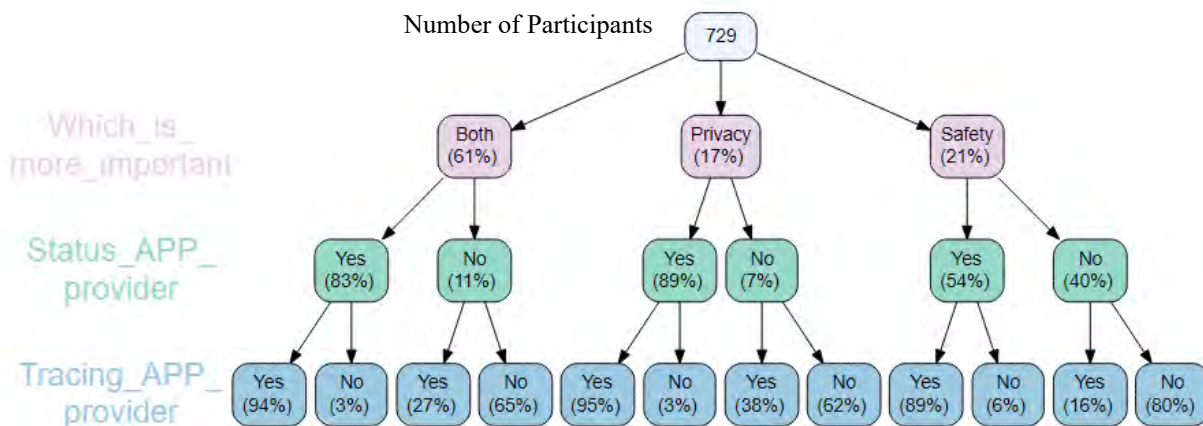 Number of Participants
729
Which_is_
more_important
Both
(61%)
Privacy
(17%)
Safety
(21%)
Status_APP_
provider
Yes
(83%)
No
(11%)
Yes
(89%)
No
(7%)
Yes
(54%)
No
(40%)
Tracing_APP_
provider
Yes
(94%)
No
(3%)
Yes
(27%)
No
(65%)
Yes
(95%)
No
(3%)
Yes
(38%)
No
(62%)
Yes
(89%)
No
(6%)
Yes
(16%)
No
(80%)